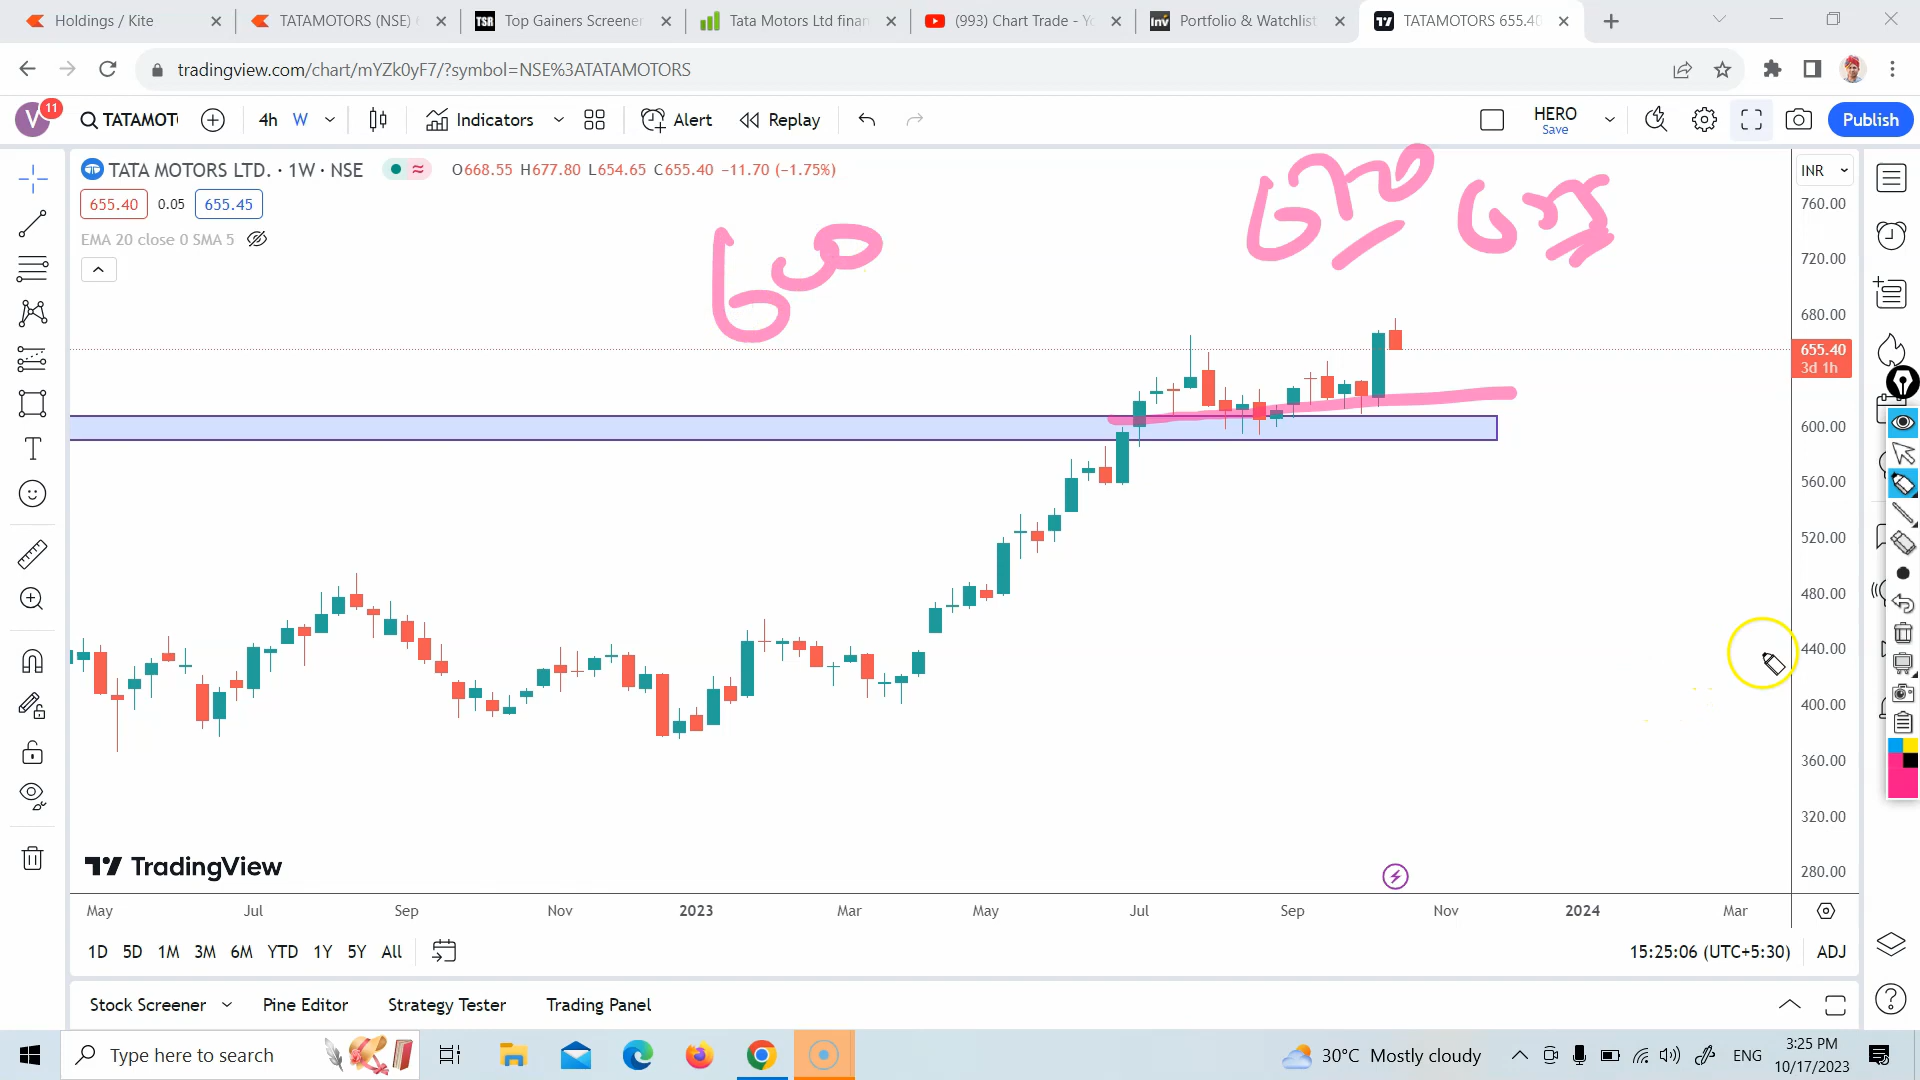 Holdings / Kite
TATAMOTORS (NSE)
Top Gainers Screener
Tata Motors Ltd finan
(993) Chart Trade - Yo
Portfolio & Watchlist
TATAMOTORS 655.40
tradingview.com/chart/mYZk0yF7/?symbol=NSE%3ATATAMOTORS
V 11 TATAMOT 4h W Indicators Alert Replay HERO Save Publish
TATA MOTORS LTD. · 1W · NSE O668.55 H677.80 L654.65 C655.40 −11.70 (−1.75%) INR
655.40 0.05 655.45
EMA 20 close 0 SMA 5
600
670
760.00
720.00
680.00
655.40
3d 1h
600.00
560.00
520.00
480.00
440.00
400.00
360.00
320.00
280.00
TradingView
May Jul Sep Nov 2023 Mar May Jul Sep Nov 2024 Mar
1D 5D 1M 3M 6M YTD 1Y 5Y All 15:25:06 (UTC+5:30) ADJ
Stock Screener Pine Editor Strategy Tester Trading Panel
Type here to search 30°C Mostly cloudy ENG 3:25 PM
10/17/2023